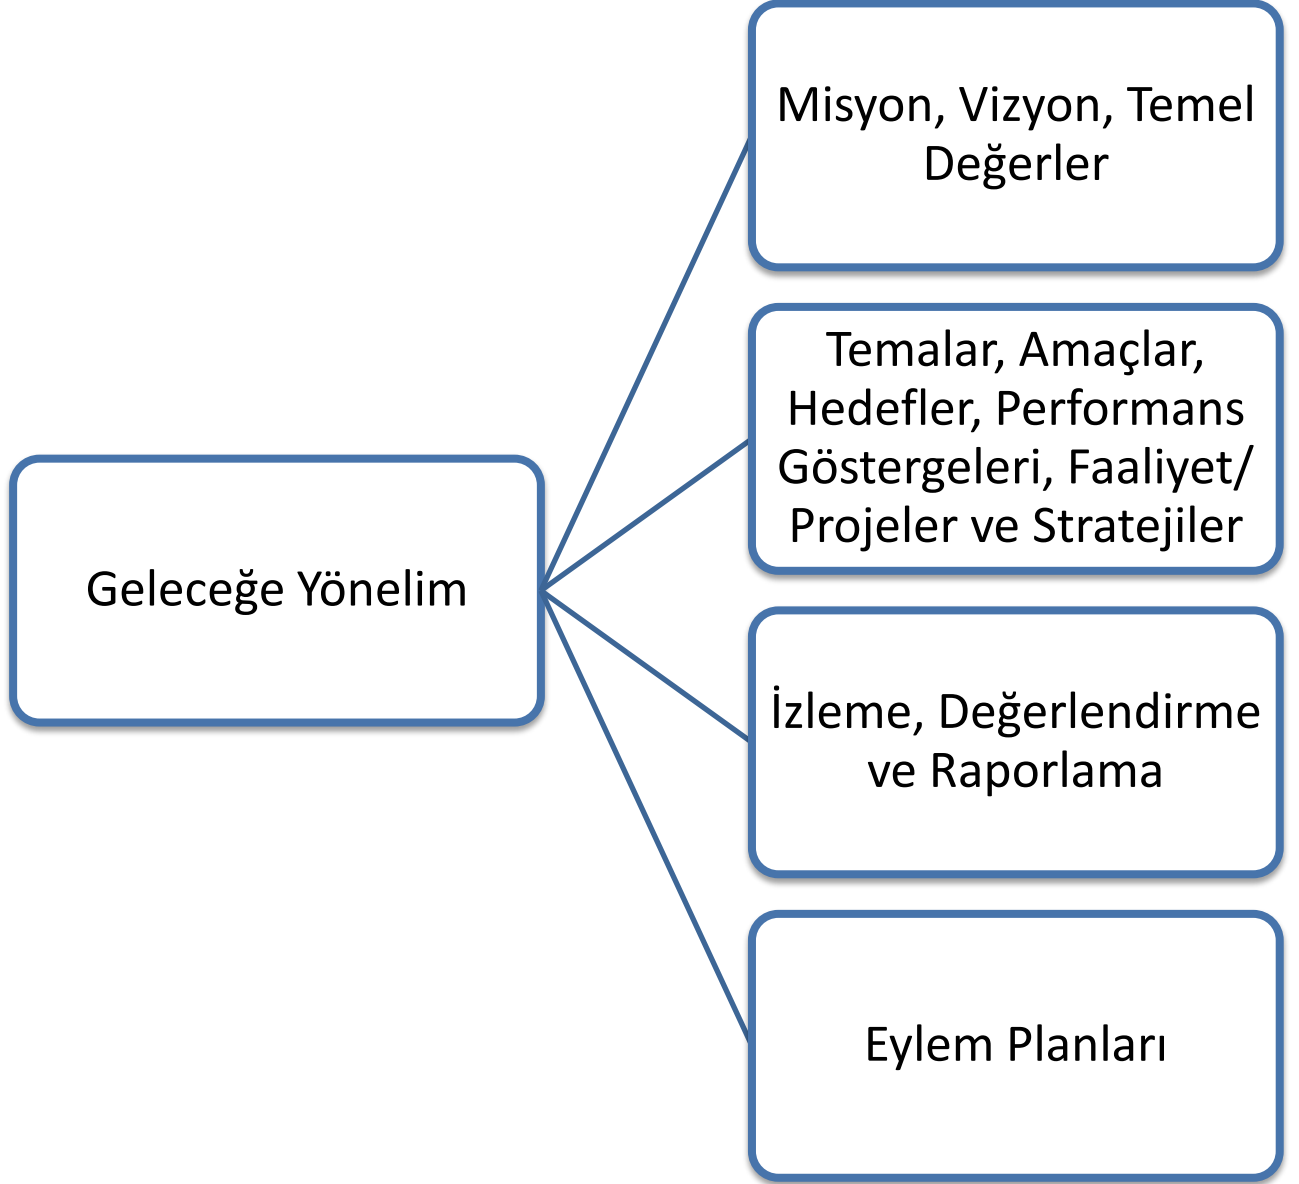 Geleceğe Yönelim
Misyon, Vizyon, Temel
Değerler
Temalar, Amaçlar,
Hedefler, Performans
Göstergeleri, Faaliyet/
Projeler ve Stratejiler
İzleme, Değerlendirme
ve Raporlama
Eylem Planları